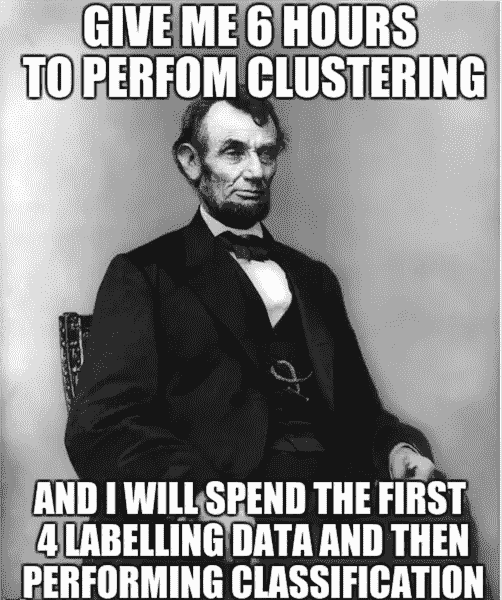 GIVE ME 6 HOURS
TO PERFOM CLUSTERING
AND I WILL SPEND THE FIRST
4 LABELLING DATA AND THEN
PERFORMING CLASSIFICATION